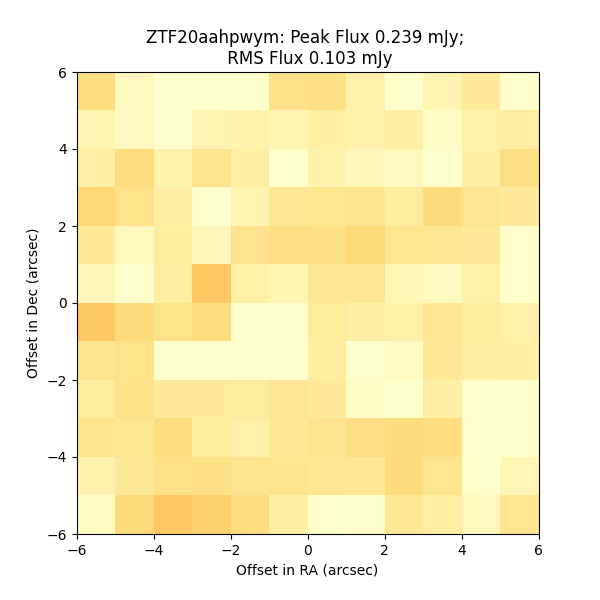 ZTF20aahpwym: Peak Flux 0.239 mJy;
RMS Flux 0.103 mJy
6
4
2
0
−2
−4
−6
Offset in Dec (arcsec)
−6 −4 −2 0 2 4 6
Offset in RA (arcsec)